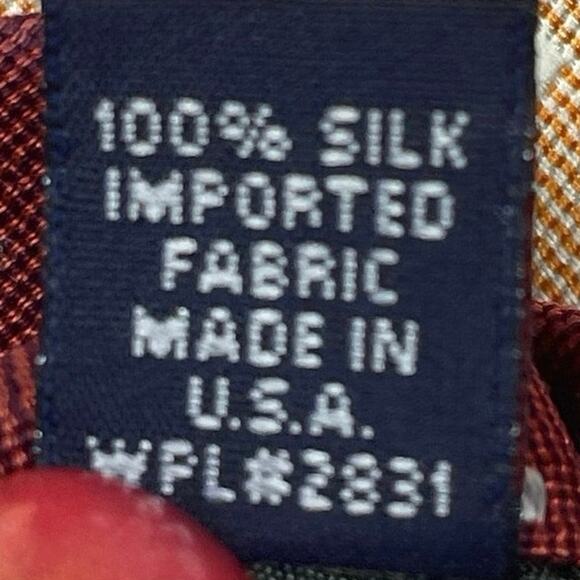 100% SILK
IMPORTED
FABRIC
MADE IN
U.S.A.
WPL#2831